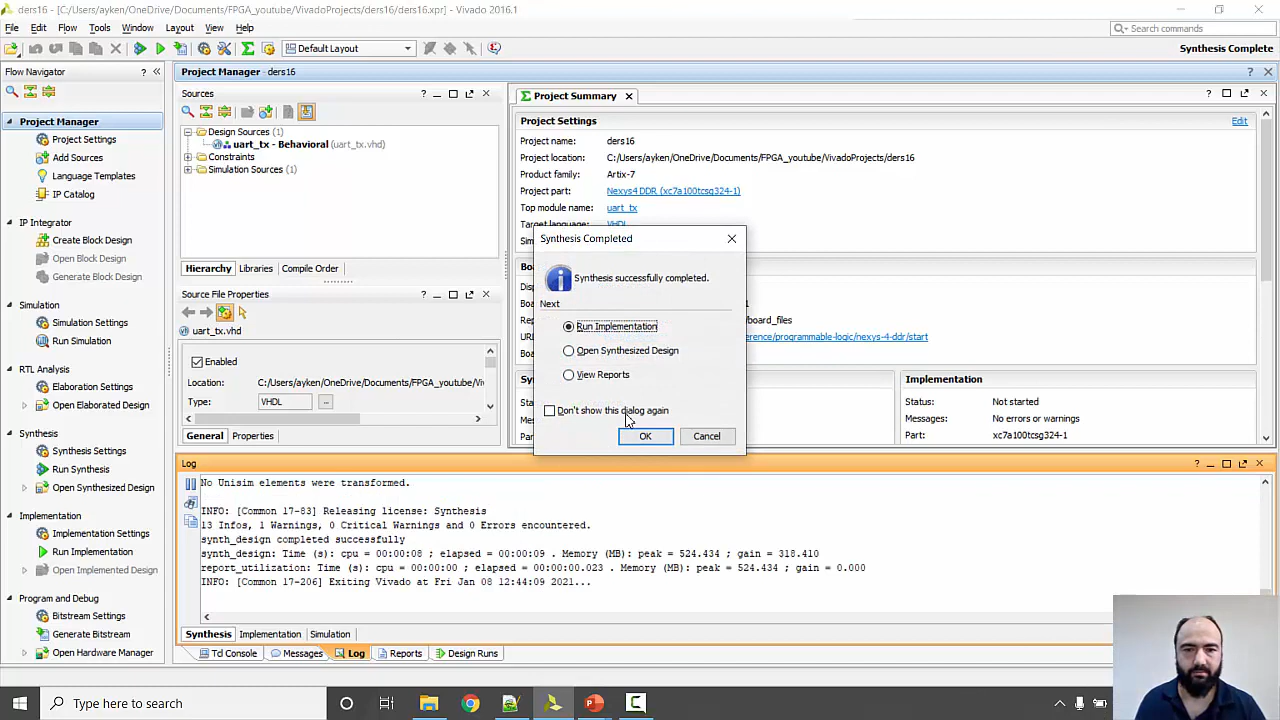 ders16 - [C:/Users/ayken/OneDrive/Documents/FPGA_youtube/VivadoProjects/ders16/ders16.xpr] - Vivado 2016.1
File Edit Flow Tools Window Layout View Help
Search commands
Default Layout
Synthesis Complete
Flow Navigator
Project Manager
Project Settings
Add Sources
Language Templates
IP Catalog
IP Integrator
Create Block Design
Open Block Design
Generate Block Design
Simulation
Simulation Settings
Run Simulation
RTL Analysis
Elaboration Settings
Open Elaborated Design
Synthesis
Synthesis Settings
Run Synthesis
Open Synthesized Design
Implementation
Implementation Settings
Run Implementation
Open Implemented Design
Program and Debug
Bitstream Settings
Generate Bitstream
Open Hardware Manager
Project Manager - ders16
Sources
Design Sources (1)
uart_tx - Behavioral (uart_tx.vhd)
Constraints
Simulation Sources (1)
Hierarchy Libraries Compile Order
Source File Properties
uart_tx.vhd
Enabled
Location: C:/Users/ayken/OneDrive/Documents/FPGA_youtube/Viv
Type: VHDL
General Properties
Project Summary
Project Settings
Edit
Project name: ders16
Project location: C:/Users/ayken/OneDrive/Documents/FPGA_youtube/VivadoProjects/ders16
Product family: Artix-7
Project part: Nexys4 DDR (xc7a100tcsg324-1)
Top module name: uart_tx
Target language: VHDL
/board_files
erence/programmable-logic/nexys-4-ddr/start
Implementation
Status: Not started
Messages: No errors or warnings
Part: xc7a100tcsg324-1
Synthesis Completed
Synthesis successfully completed.
Next
Run Implementation
Open Synthesized Design
View Reports
Don't show this dialog again
OK Cancel
Log
No Unisim elements were transformed.
INFO: [Common 17-83] Releasing license: Synthesis
13 Infos, 1 Warnings, 0 Critical Warnings and 0 Errors encountered.
synth_design completed successfully
synth_design: Time (s): cpu = 00:00:08 ; elapsed = 00:00:09 . Memory (MB): peak = 524.434 ; gain = 318.410
report_utilization: Time (s): cpu = 00:00:00 ; elapsed = 00:00:00.023 . Memory (MB): peak = 524.434 ; gain = 0.000
INFO: [Common 17-206] Exiting Vivado at Fri Jan 08 12:44:09 2021...
Synthesis Implementation Simulation
Tcl Console Messages Log Reports Design Runs
Type here to search